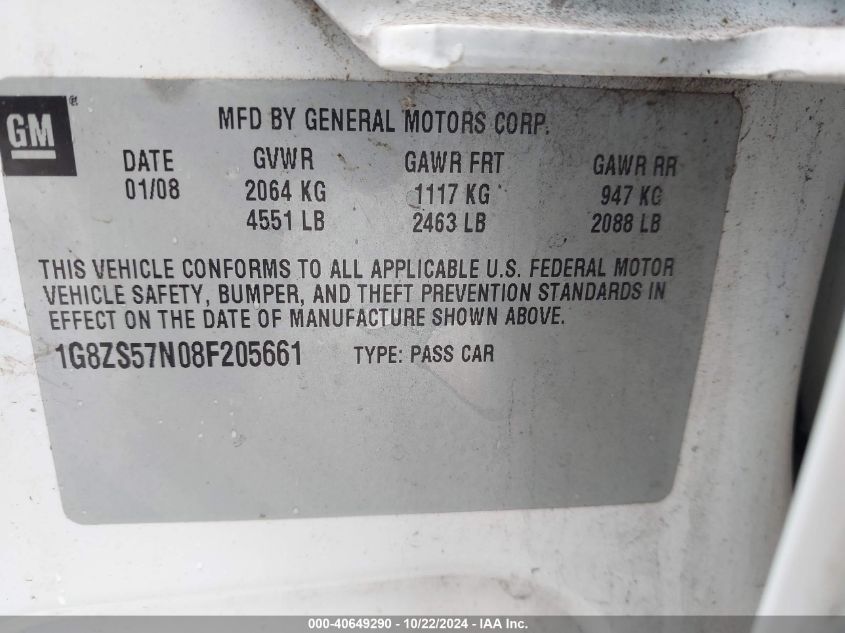 GM®
MFD BY GENERAL MOTORS CORP.
DATE GVWR GAWR FRT GAWR RR
01/08 2064 KG 1117 KG 947 KG
4551 LB 2463 LB 2088 LB
THIS VEHICLE CONFORMS TO ALL APPLICABLE U.S. FEDERAL MOTOR
VEHICLE SAFETY, BUMPER, AND THEFT PREVENTION STANDARDS IN
EFFECT ON THE DATE OF MANUFACTURE SHOWN ABOVE.
1G8ZS57N08F205661 TYPE: PASS CAR
000-40649290 - 10/22/2024 - IAA Inc.